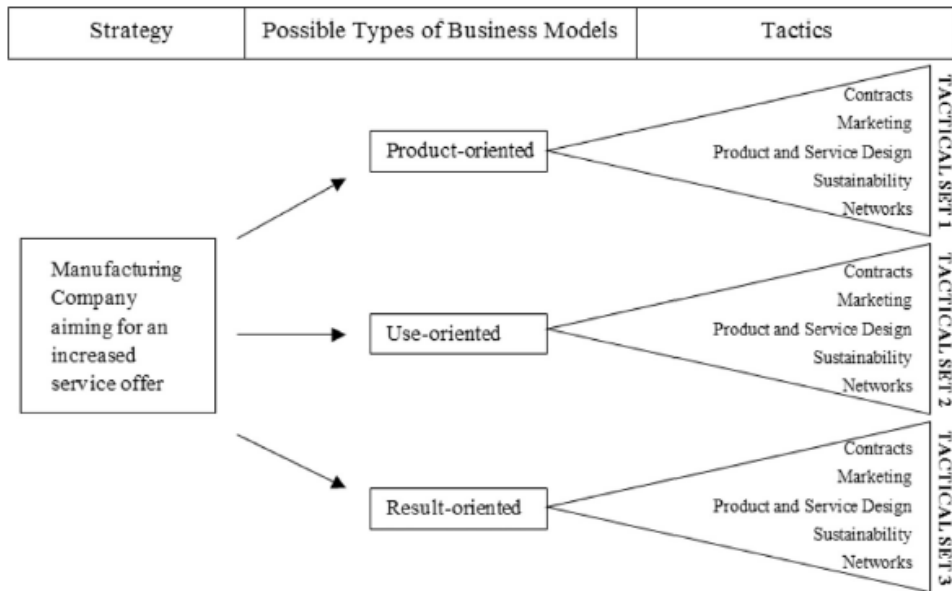 Strategy
Possible Types of Business Models
Tactics
Manufacturing
Company
aiming for an
increased
service offer
Product-oriented
Contracts
Marketing
Product and Service Design
Sustainability
Networks
TACTICAL SET 1
Use-oriented
Contracts
Marketing
Product and Service Design
Sustainability
Networks
TACTICAL SET 2
Result-oriented
Contracts
Marketing
Product and Service Design
Sustainability
Networks
TACTICAL SET 3